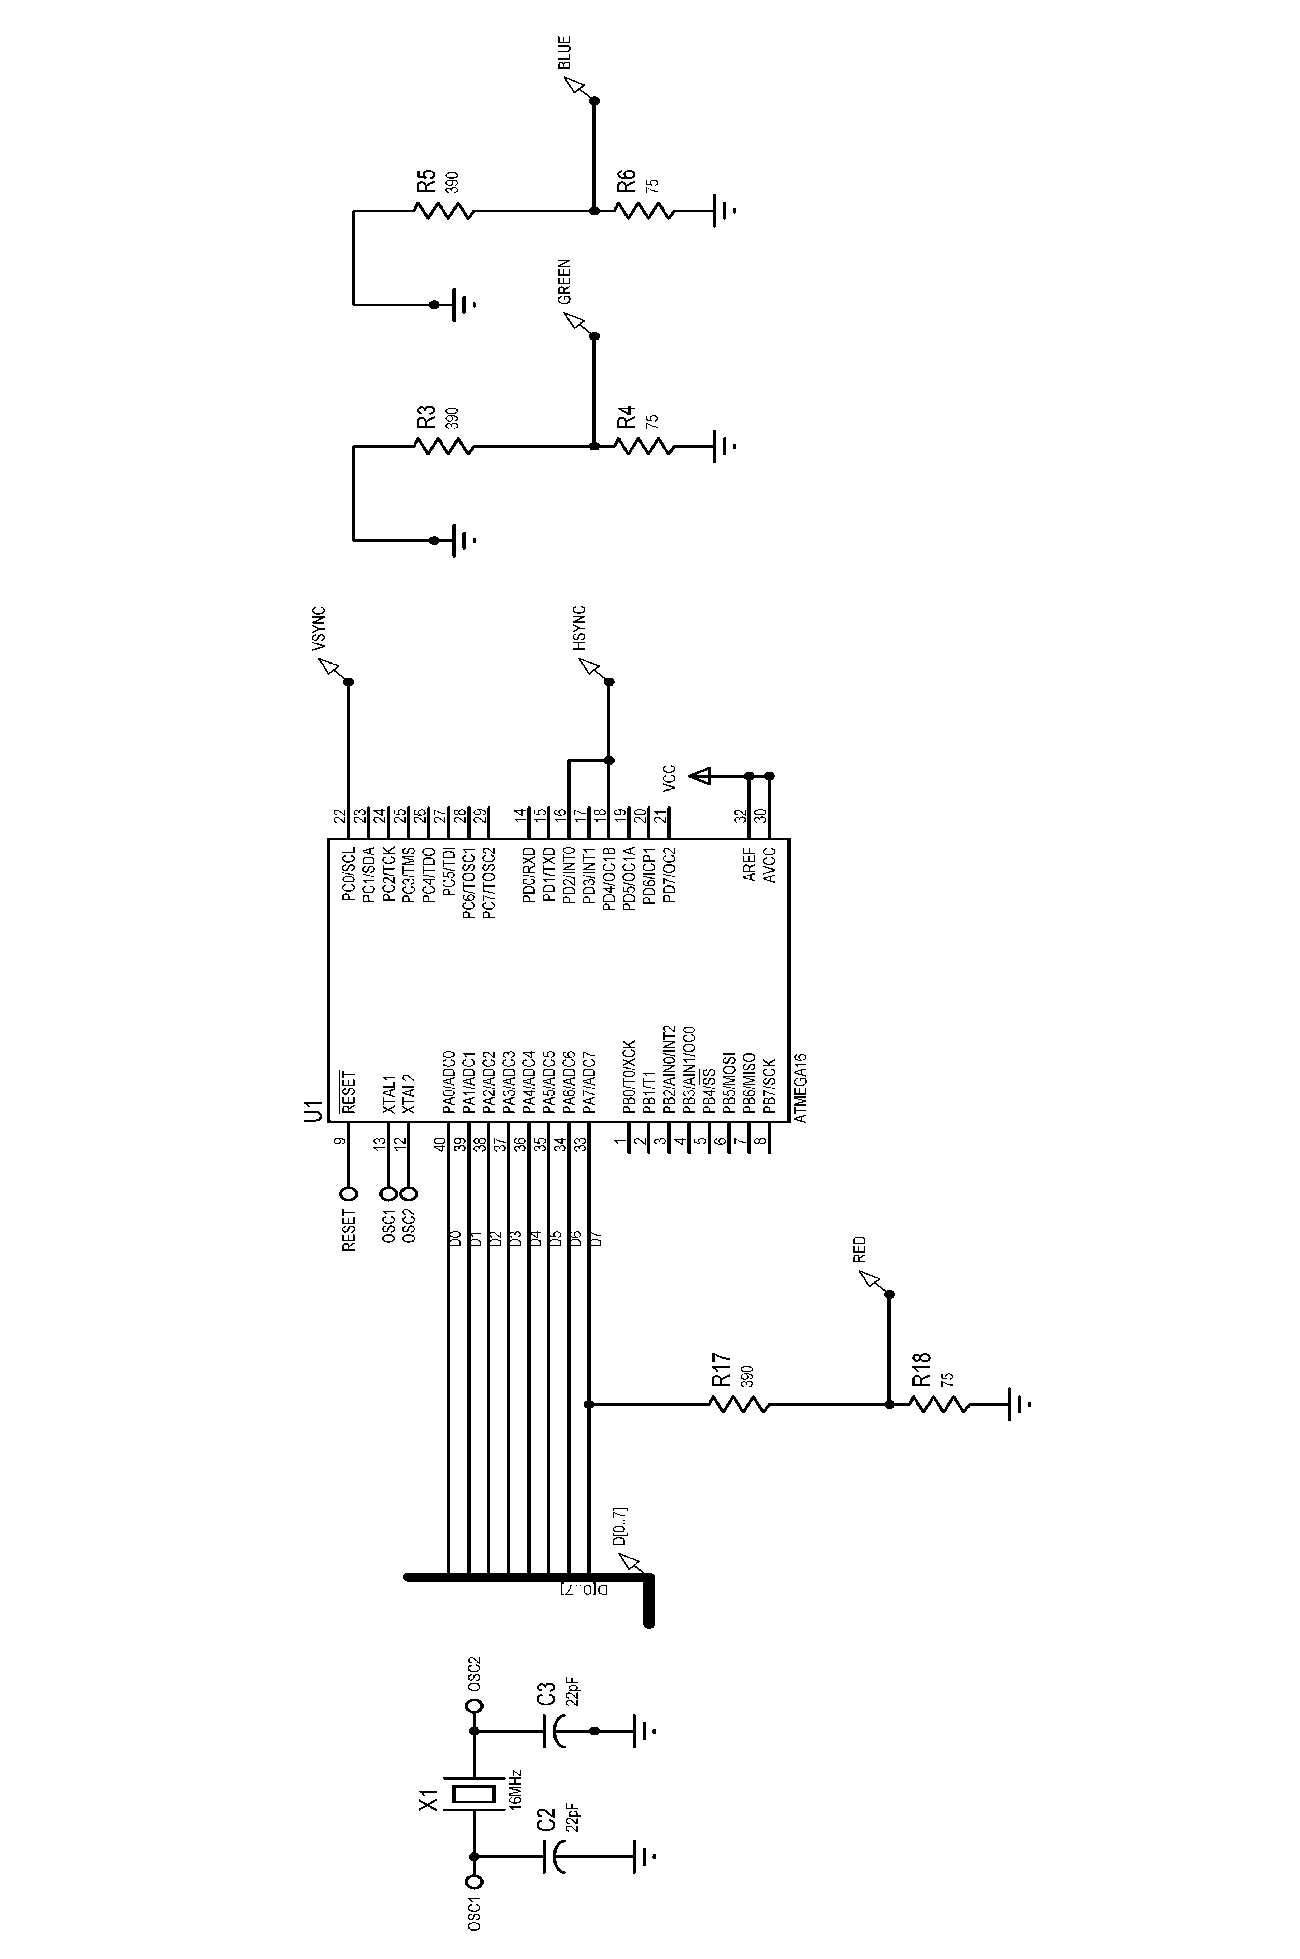 OSC1
X1
16MHz
OSC2
C2
22pF
C3
22pF
D[0..7]
D[0..7]
D0
D1
D2
D3
D4
D5
D6
D7
R17
390
R18
75
RED
RESET
OSC1
OSC2
U1
9
13
12
40
39
38
37
36
35
34
33
1
2
3
4
5
6
7
8
RESET
XTAL1
XTAL2
PA0/ADC0
PA1/ADC1
PA2/ADC2
PA3/ADC3
PA4/ADC4
PA5/ADC5
PA6/ADC6
PA7/ADC7
PB0/T0/XCK
PB1/T1
PB2/AIN0/INT2
PB3/AIN1/OC0
PB4/SS
PB5/MOSI
PB6/MISO
PB7/SCK
ATMEGA16
PC0/SCL
PC1/SDA
PC2/TCK
PC3/TMS
PC4/TDO
PC5/TDI
PC6/TOSC1
PC7/TOSC2
PD0/RXD
PD1/TXD
PD2/INT0
PD3/INT1
PD4/OC1B
PD5/OC1A
PD6/ICP1
PD7/OC2
AREF
AVCC
22
23
24
25
26
27
28
29
14
15
16
17
18
19
20
21
32
30
VCC
VSYNC
HSYNC
R3
390
R4
75
GREEN
R5
390
R6
75
BLUE